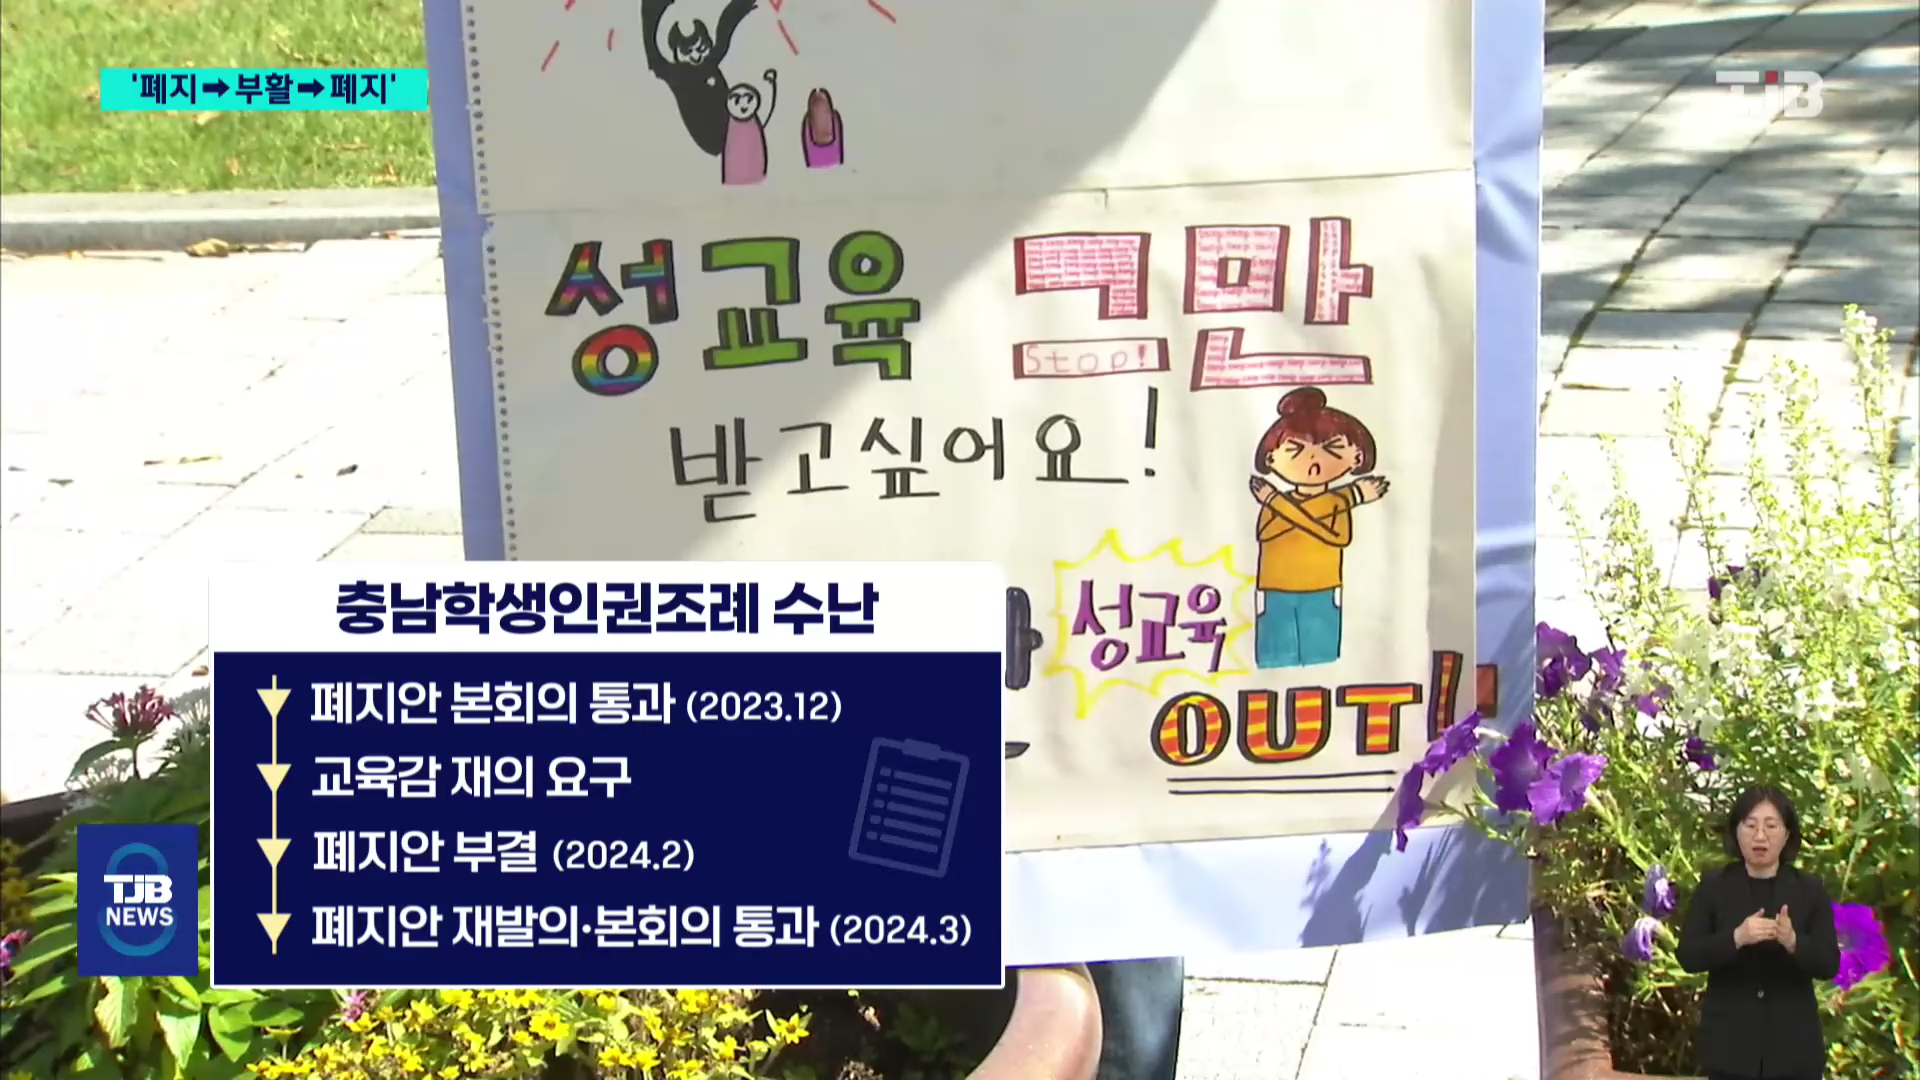 '폐지➡부활➡폐지'
TJB
성교육 그만
Stop!
받고싶어요!
성교육
OUT!
충남학생인권조례 수난
폐지안 본회의 통과 (2023.12)
교육감 재의 요구
폐지안 부결 (2024.2)
폐지안 재발의·본회의 통과 (2024.3)
TJB
NEWS